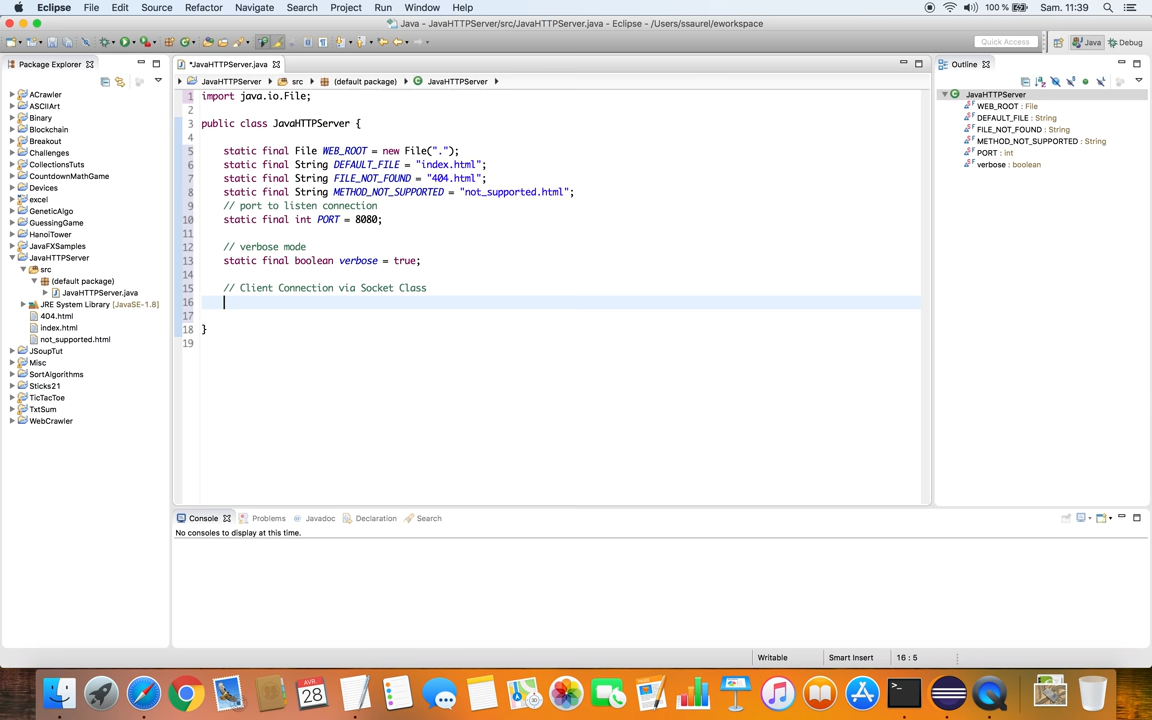 Eclipse File Edit Source Refactor Navigate Search Project Run Window Help 100 % Sam. 11:39
Java - JavaHTTPServer/src/JavaHTTPServer.java - Eclipse - /Users/ssaurel/eworkspace
Quick Access Java Debug
Package Explorer
ACrawler
ASCIIArt
Binary
Blockchain
Breakout
Challenges
CollectionsTuts
CountdownMathGame
Devices
excel
GeneticAlgo
GuessingGame
HanoiTower
JavaFXSamples
JavaHTTPServer
src
(default package)
JavaHTTPServer.java
JRE System Library [JavaSE-1.8]
404.html
index.html
not_supported.html
JSoupTut
Misc
SortAlgorithms
Sticks21
TicTacToe
TxtSum
WebCrawler
*JavaHTTPServer.java
JavaHTTPServer src (default package) JavaHTTPServer
1 import java.io.File;
2
3 public class JavaHTTPServer {
4
5 static final File WEB_ROOT = new File(".");
6 static final String DEFAULT_FILE = "index.html";
7 static final String FILE_NOT_FOUND = "404.html";
8 static final String METHOD_NOT_SUPPORTED = "not_supported.html";
9 // port to listen connection
10 static final int PORT = 8080;
11
12 // verbose mode
13 static final boolean verbose = true;
14
15 // Client Connection via Socket Class
16
17
18 }
19
Outline
JavaHTTPServer
WEB_ROOT : File
DEFAULT_FILE : String
FILE_NOT_FOUND : String
METHOD_NOT_SUPPORTED : String
PORT : int
verbose : boolean
Console Problems Javadoc Declaration Search
No consoles to display at this time.
Writable Smart Insert 16 : 5
AVR.
28